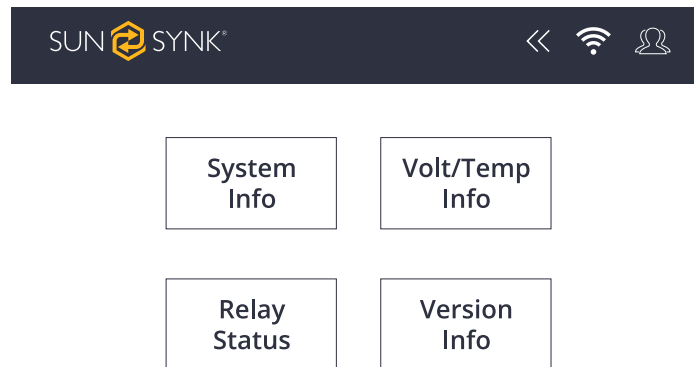 SUN SYNK®
System
Info
Volt/Temp
Info
Relay
Status
Version
Info